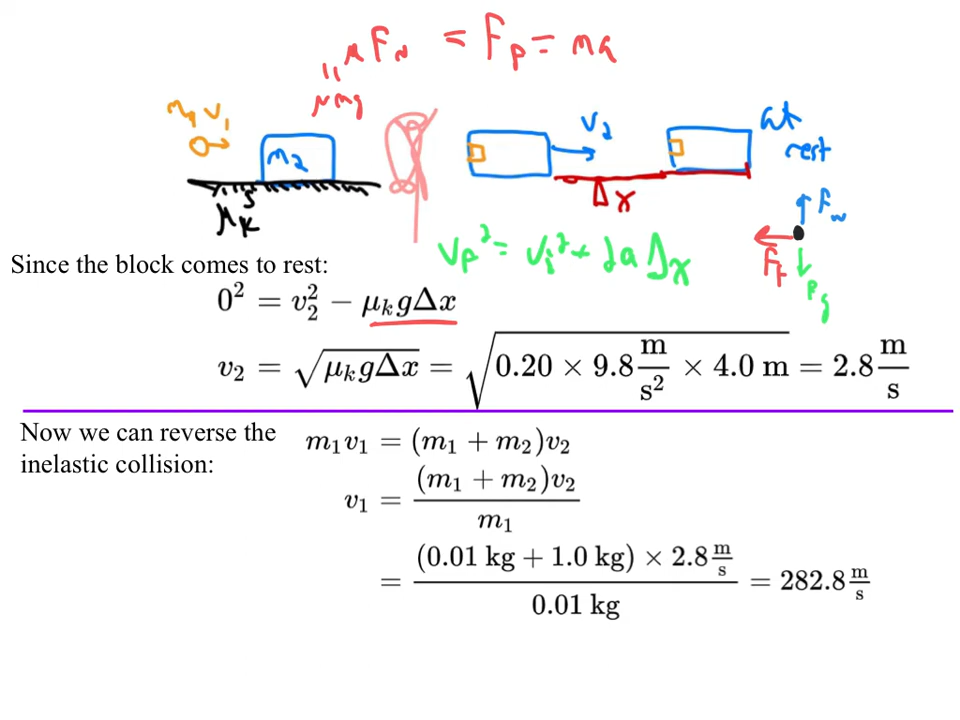 μF_N = F_P = ma
" μmg
m₁ v₁
m₂
v₂
at rest
μk
Δx
F_N
F_f
F_g
v_f² = v_i² + 2aΔx
Since the block comes to rest:
0² = v₂² − μₖgΔx
v₂ = √(μₖgΔx) = √(0.20 × 9.8 m/s² × 4.0 m) = 2.8 m/s
Now we can reverse the
inelastic collision:
m₁v₁ = (m₁ + m₂)v₂
v₁ = (m₁ + m₂)v₂ / m₁
= (0.01 kg + 1.0 kg) × 2.8 m/s / 0.01 kg = 282.8 m/s